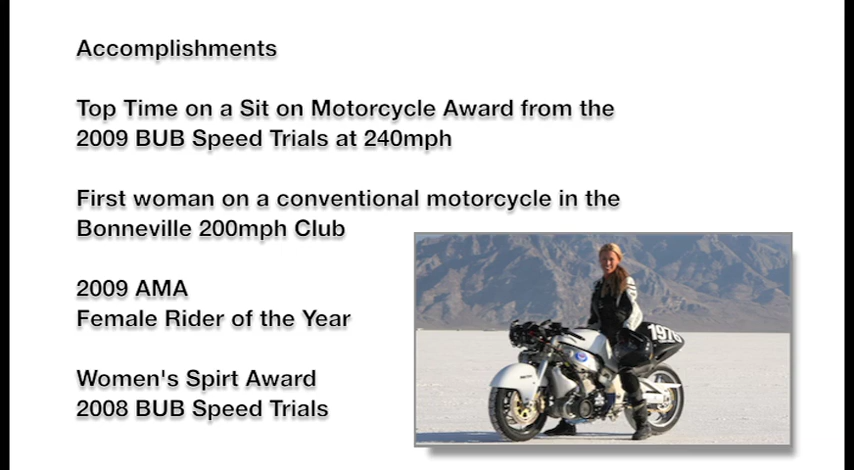 Accomplishments
Top Time on a Sit on Motorcycle Award from the
2009 BUB Speed Trials at 240mph
First woman on a conventional motorcycle in the
Bonneville 200mph Club
2009 AMA
Female Rider of the Year
Women's Spirt Award
2008 BUB Speed Trials
1976